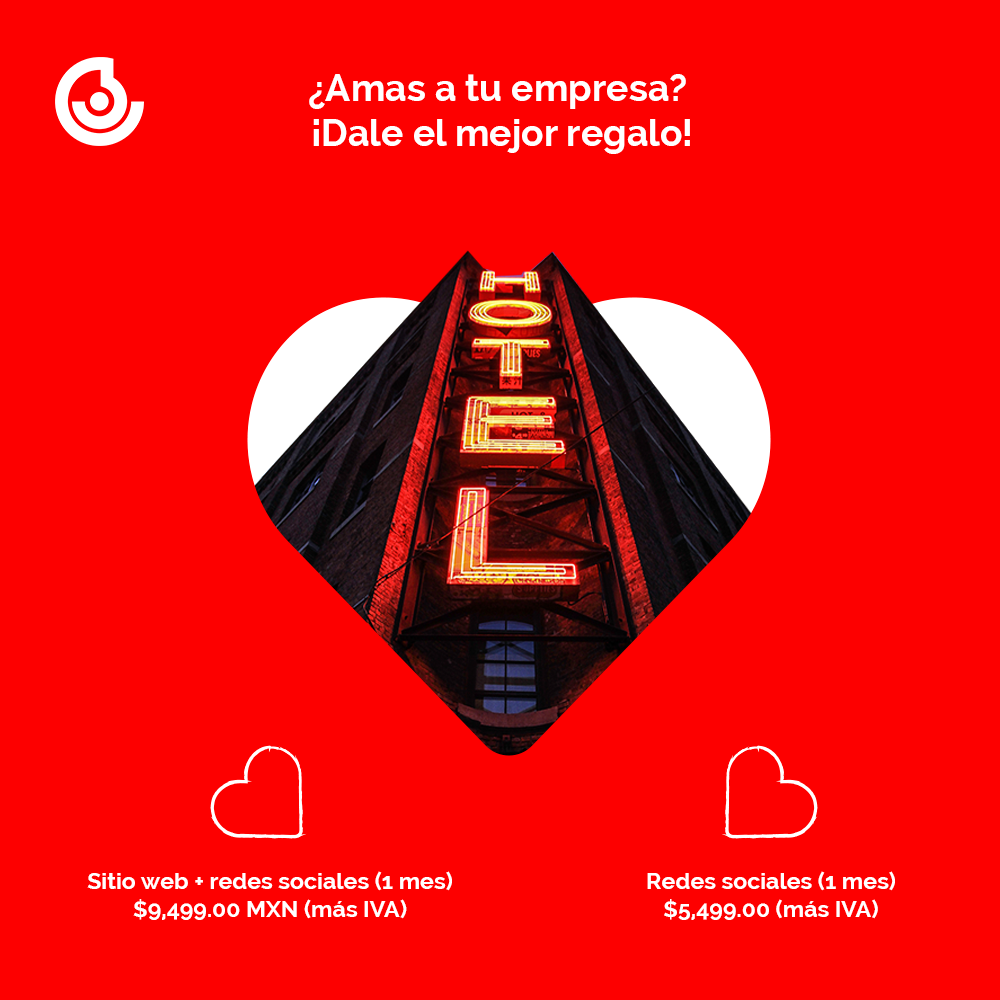 ¿Amas a tu empresa?
¡Dale el mejor regalo!
HOTEL
Sitio web + redes sociales (1 mes)
$9,499.00 MXN (más IVA)
Redes sociales (1 mes)
$5,499.00 (más IVA)